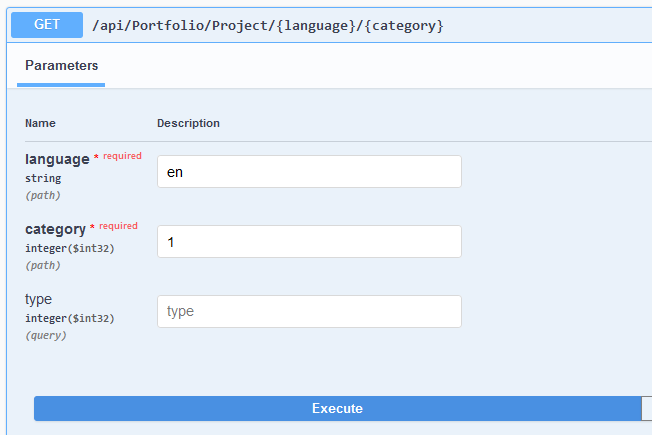 GET /api/Portfolio/Project/{language}/{category}
Parameters
Name Description
language * required
string
(path)
en
category * required
integer($int32)
(path)
1
type
integer($int32)
(query)
type
Execute